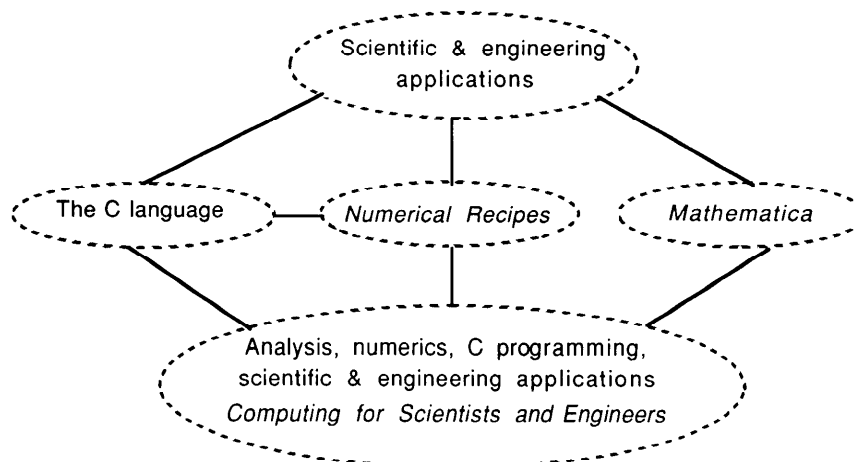 Scientific & engineering
applications
The C language
Numerical Recipes
Mathematica
Analysis, numerics, C programming,
scientific & engineering applications
Computing for Scientists and Engineers